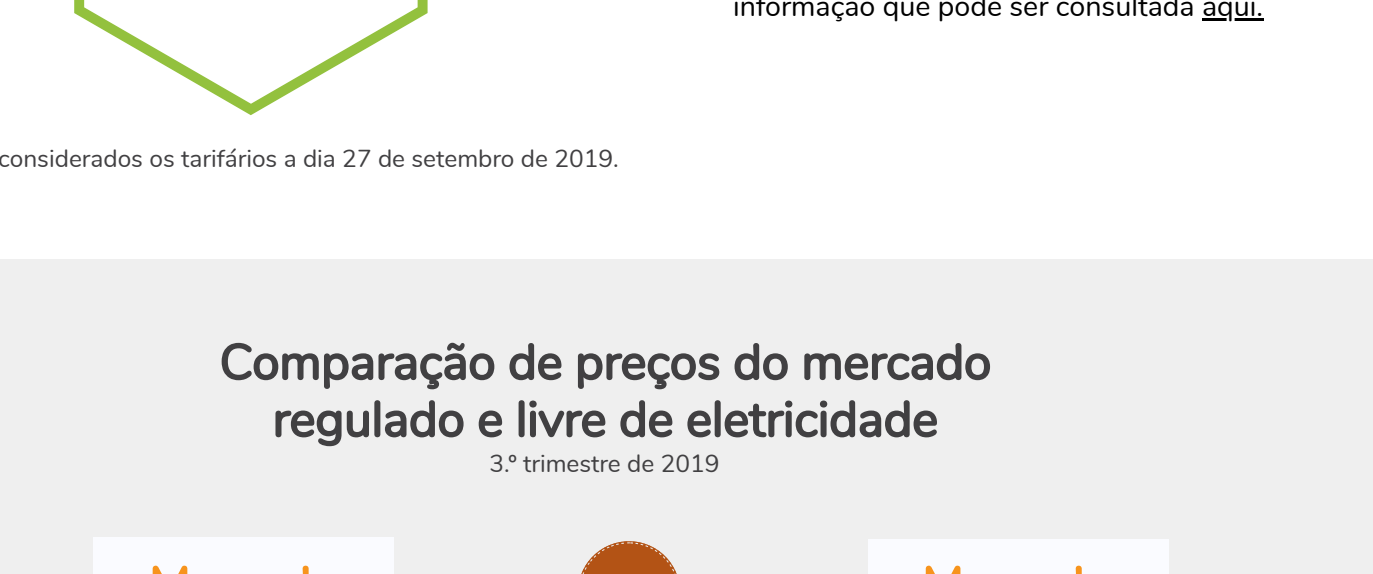 informação que pode ser consultada aqui.
considerados os tarifários a dia 27 de setembro de 2019.
Comparação de preços do mercado
regulado e livre de eletricidade
3.º trimestre de 2019